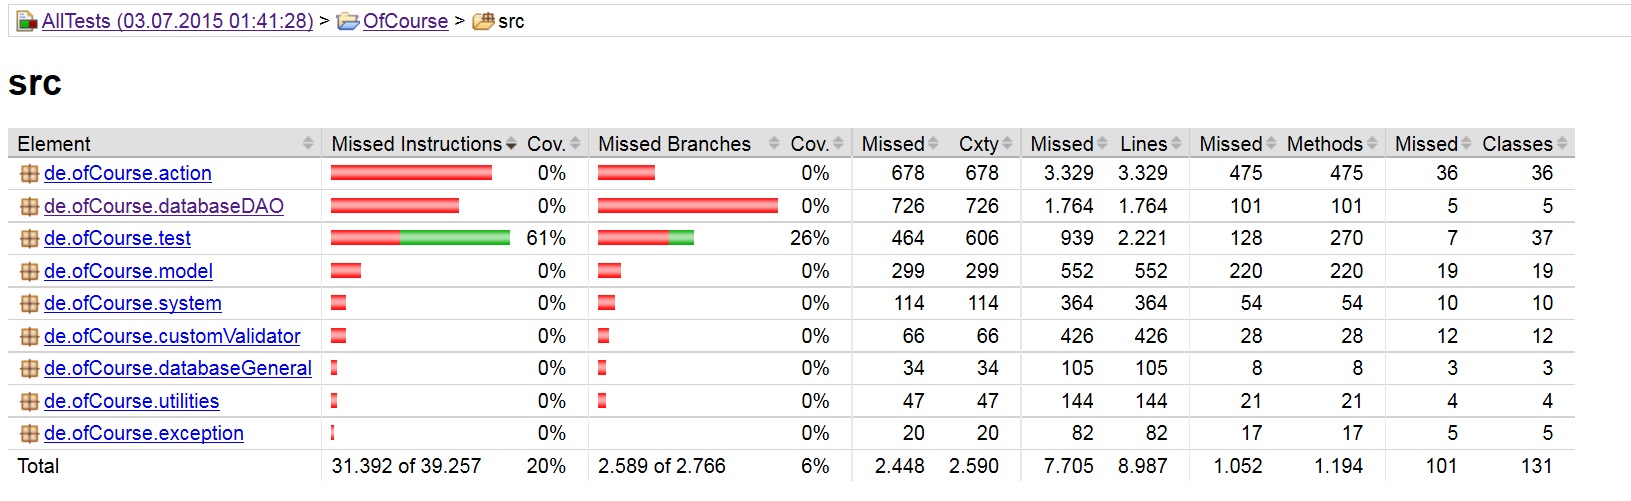 AllTests (03.07.2015 01:41:28) > OfCourse > src
src
Element Missed Instructions Cov. Missed Branches Cov. Missed Cxty Missed Lines Missed Methods Missed Classes
de.ofCourse.action 0% 0% 678 678 3.329 3.329 475 475 36 36
de.ofCourse.databaseDAO 0% 0% 726 726 1.764 1.764 101 101 5 5
de.ofCourse.test 61% 26% 464 606 939 2.221 128 270 7 37
de.ofCourse.model 0% 0% 299 299 552 552 220 220 19 19
de.ofCourse.system 0% 0% 114 114 364 364 54 54 10 10
de.ofCourse.customValidator 0% 0% 66 66 426 426 28 28 12 12
de.ofCourse.databaseGeneral 0% 0% 34 34 105 105 8 8 3 3
de.ofCourse.utilities 0% 0% 47 47 144 144 21 21 4 4
de.ofCourse.exception 0% 0% 20 20 82 82 17 17 5 5
Total 31.392 of 39.257 20% 2.589 of 2.766 6% 2.448 2.590 7.705 8.987 1.052 1.194 101 131